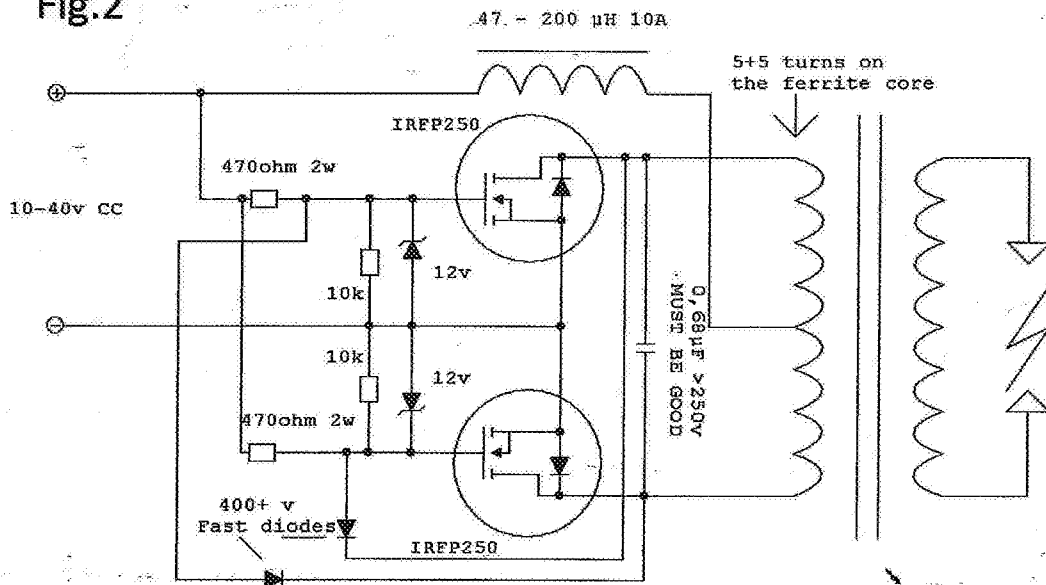 Fig.2
47 - 200 µH 10A
5+5 turns on
the ferrite core
IRFP250
470ohm 2w
10-40v CC
12v
10k
0,68µF >250v
MUST BE GOOD
10k
12v
470ohm 2w
400+ v
Fast diodes
IRFP250